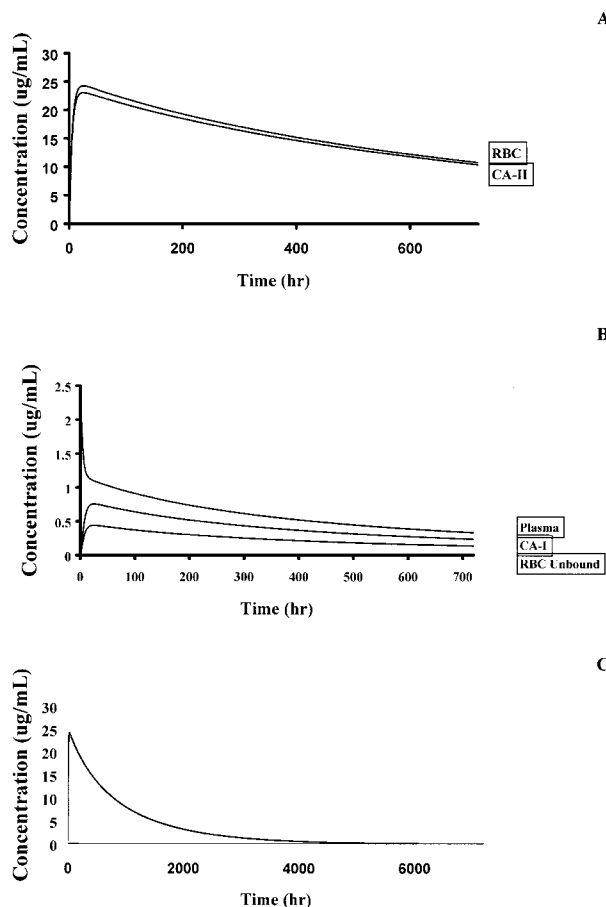 A
Concentration (ug/mL)
30
25
20
15
10
5
0
0 200 400 600
Time (hr)
RBC
CA-II
B
Concentration (ug/mL)
2.5
2
1.5
1
0.5
0
0 100 200 300 400 500 600 700
Time (hr)
Plasma
CA-I
RBC Unbound
C
Concentration (ug/mL)
30
25
20
15
10
5
0
0 2000 4000 6000
Time (hr)